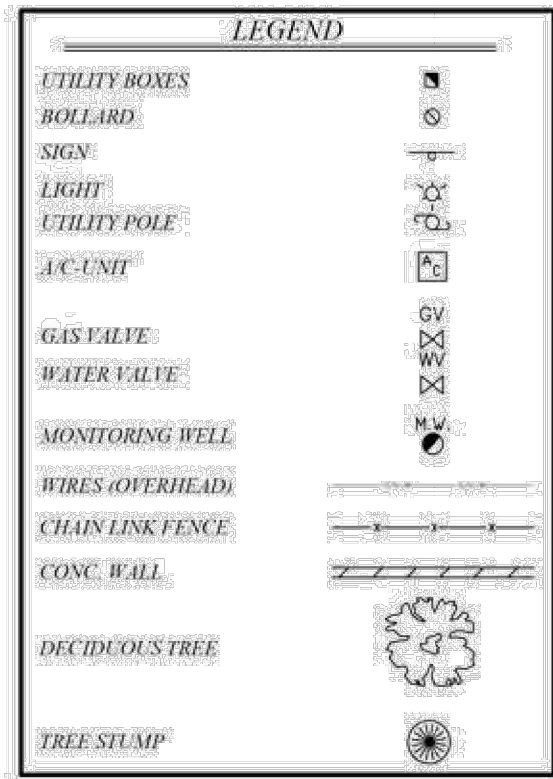 LEGEND
UTILITY BOXES
BOLLARD
SIGN
LIGHT
UTILITY POLE
A/C-UNIT
A C
GV
GAS VALVE
WV
WATER VALVE
M.W.
MONITORING WELL
WIRES (OVERHEAD)
CHAIN LINK FENCE
x x x
CONC. WALL
DECIDUOUS TREE
TREE STUMP